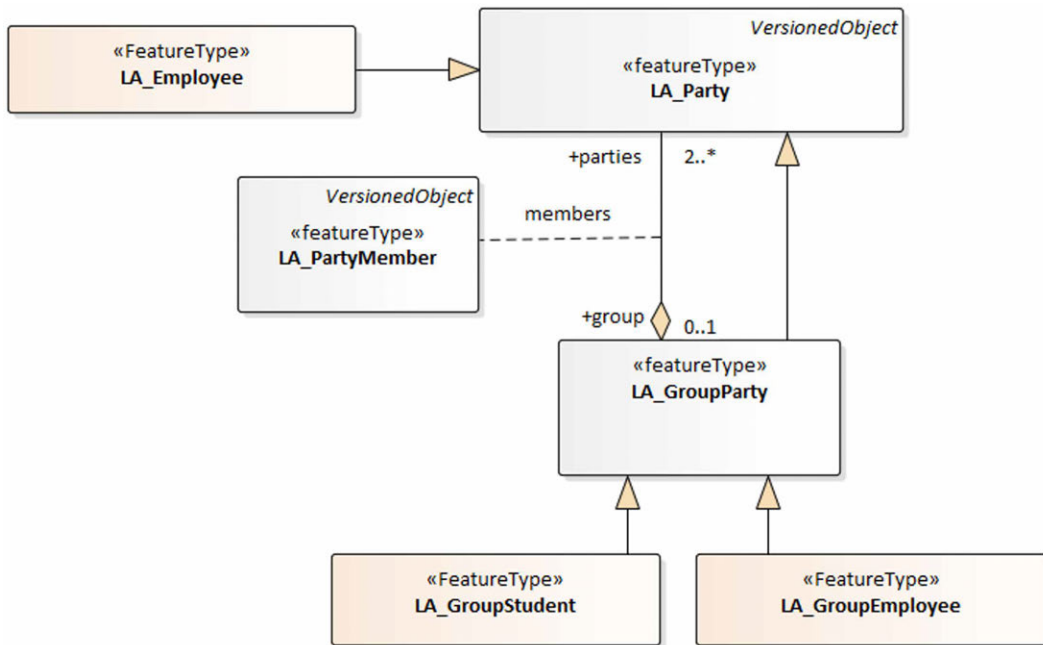 «FeatureType»
LA_Employee
VersionedObject
«featureType»
LA_Party
+parties
2..*
VersionedObject
«featureType»
LA_PartyMember
members
+group
0..1
«featureType»
LA_GroupParty
«FeatureType»
LA_GroupStudent
«FeatureType»
LA_GroupEmployee